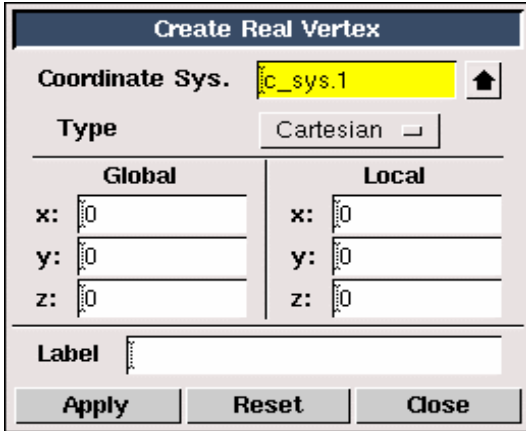 Create Real Vertex
Coordinate Sys. c_sys.1
Type Cartesian
Global Local
x: 0 x: 0
y: 0 y: 0
z: 0 z: 0
Label
Apply Reset Close